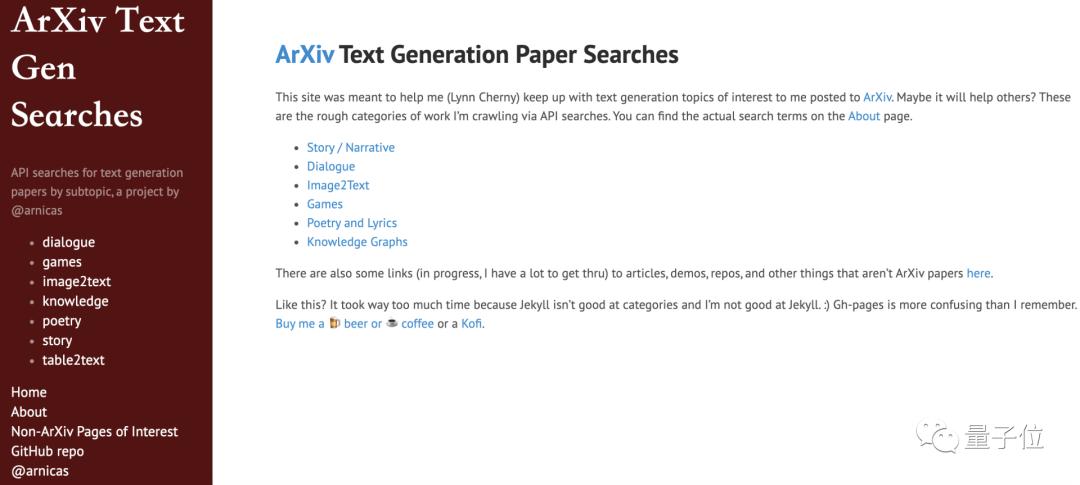 ArXiv Text
Gen
Searches
API searches for text generation
papers by subtopic, a project by
@arnicas
dialogue
games
image2text
knowledge
poetry
story
table2text
Home
About
Non-ArXiv Pages of Interest
GitHub repo
@arnicas
ArXiv Text Generation Paper Searches
This site was meant to help me (Lynn Cherny) keep up with text generation topics of interest to me posted to ArXiv. Maybe it will help others? These
are the rough categories of work I'm crawling via API searches. You can find the actual search terms on the About page.
Story / Narrative
Dialogue
Image2Text
Games
Poetry and Lyrics
Knowledge Graphs
There are also some links (in progress, I have a lot to get thru) to articles, demos, repos, and other things that aren't ArXiv papers here.
Like this? It took way too much time because Jekyll isn't good at categories and I'm not good at Jekyll. :) Gh-pages is more confusing than I remember.
Buy me a 🍺 beer or ☕ coffee or a Kofi.
量子位